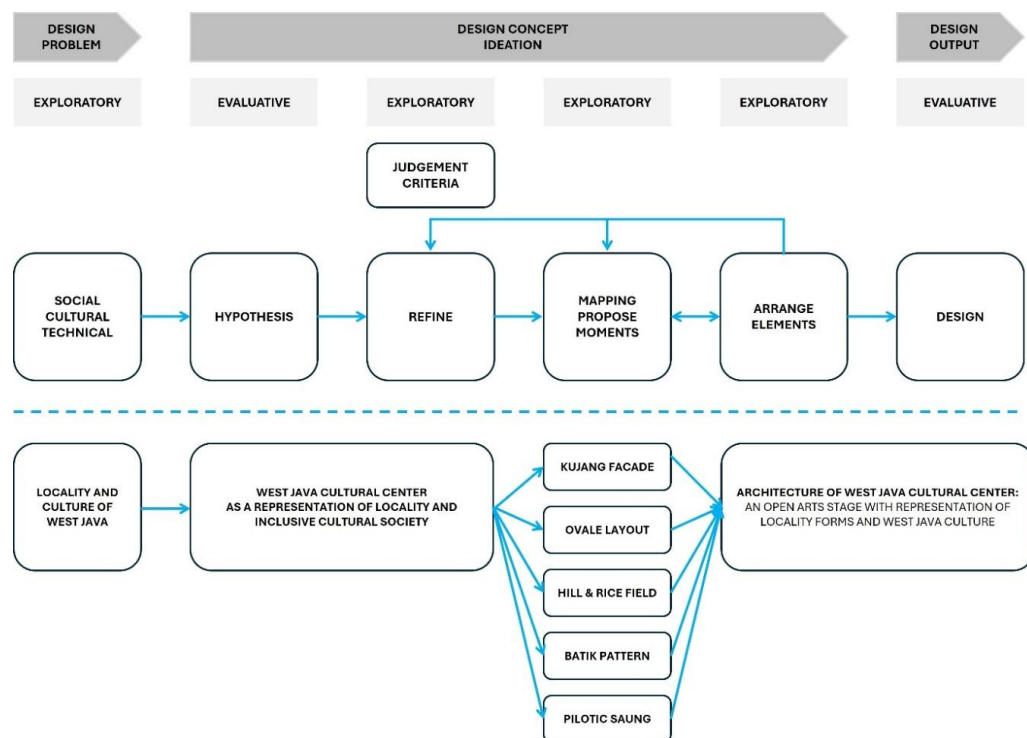 DESIGN
PROBLEM
DESIGN CONCEPT
IDEATION
DESIGN
OUTPUT
EXPLORATORY
EVALUATIVE
EXPLORATORY
EXPLORATORY
EXPLORATORY
EVALUATIVE
JUDGEMENT
CRITERIA
SOCIAL
CULTURAL
TECHNICAL
HYPOTHESIS
REFINE
MAPPING
PROPOSE
MOMENTS
ARRANGE
ELEMENTS
DESIGN
LOCALITY AND
CULTURE OF
WEST JAVA
WEST JAVA CULTURAL CENTER
AS A REPRESENTATION OF LOCALITY AND
INCLUSIVE CULTURAL SOCIETY
KUJANG FACADE
OVALE LAYOUT
HILL & RICE FIELD
BATIK PATTERN
PILOTIC SAUNG
ARCHITECTURE OF WEST JAVA CULTURAL CENTER:
AN OPEN ARTS STAGE WITH REPRESENTATION OF
LOCALITY FORMS AND WEST JAVA CULTURE